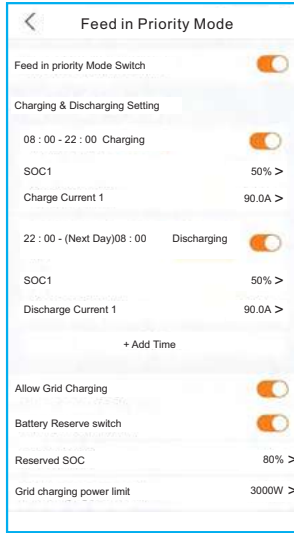 Feed in Priority Mode
Feed in priority Mode Switch
Charging & Discharging Setting
08 : 00 - 22 : 00 Charging
SOC1 50% >
Charge Current 1 90.0A >
22 : 00 - (Next Day)08 : 00 Discharging
SOC1 50% >
Discharge Current 1 90.0A >
+ Add Time
Allow Grid Charging
Battery Reserve switch
Reserved SOC 80% >
Grid charging power limit 3000W >